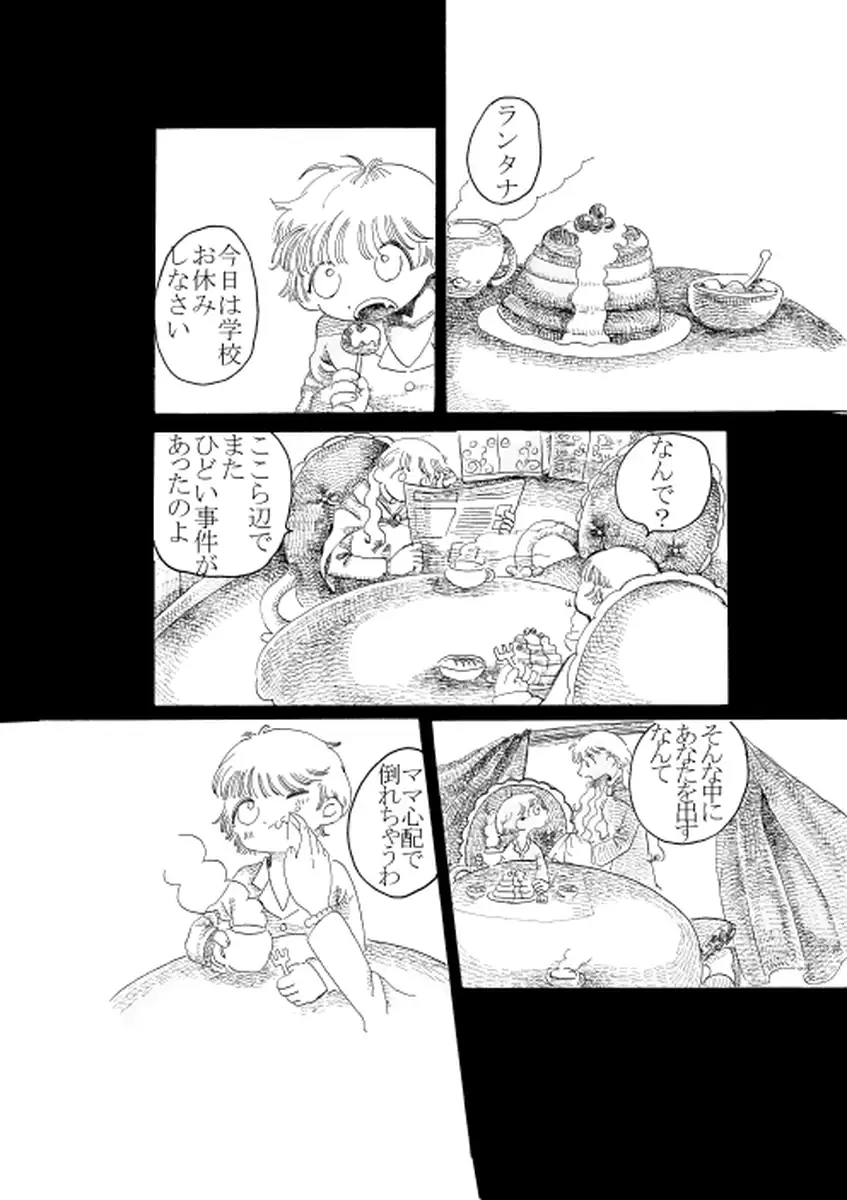 ランタナ
今日は学校
お休み
しなさい
なんで？
ここら辺で
また
ひどい事件が
あったのよ
そんな中に
あなたを出す
なんて
ママ心配で
倒れちゃうわ